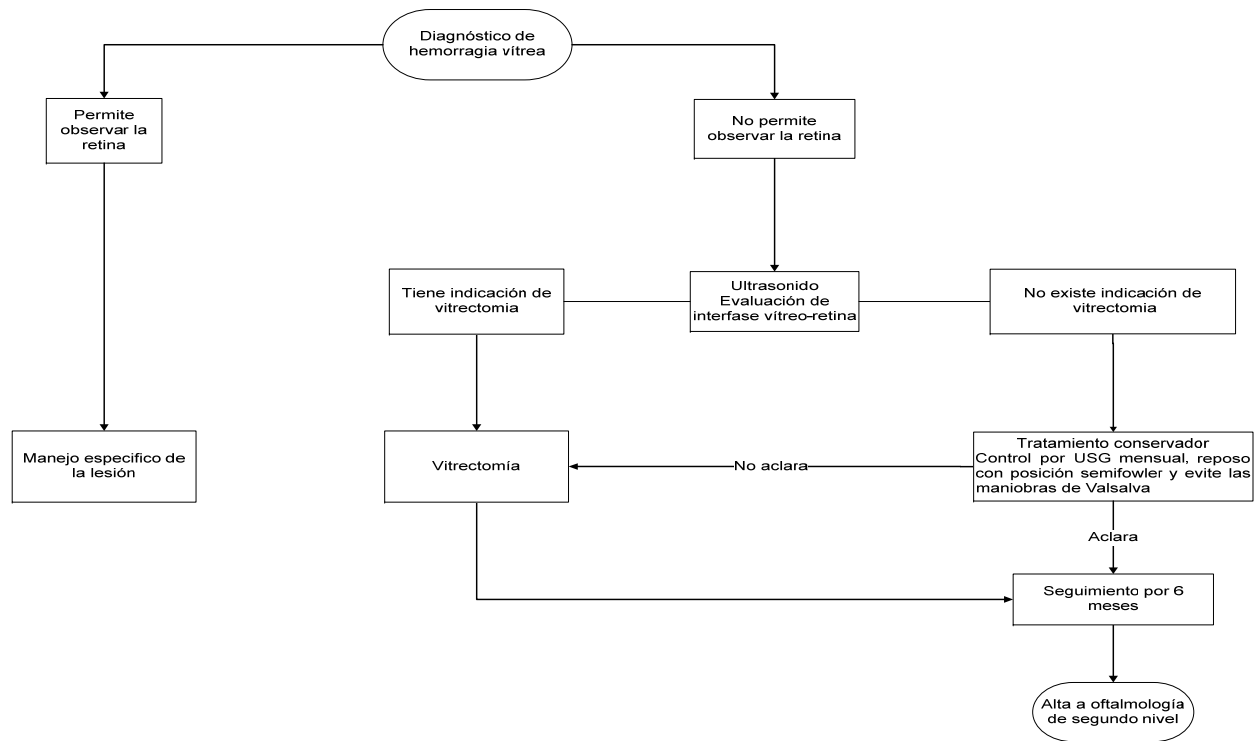 Diagnóstico de
hemorragia vítrea
Permite
observar la
retina
No permite
observar la retina
Tiene indicación de
vitrectomia
Ultrasonido
Evaluación de
interfase vítreo-retina
No existe indicación de
vitrectomia
Manejo especifico de
la lesión
Vitrectomía
No aclara
Tratamiento conservador
Control por USG mensual, reposo
con posición semifowler y evite las
maniobras de Valsalva
Aclara
Seguimiento por 6
meses
Alta a oftalmología
de segundo nivel